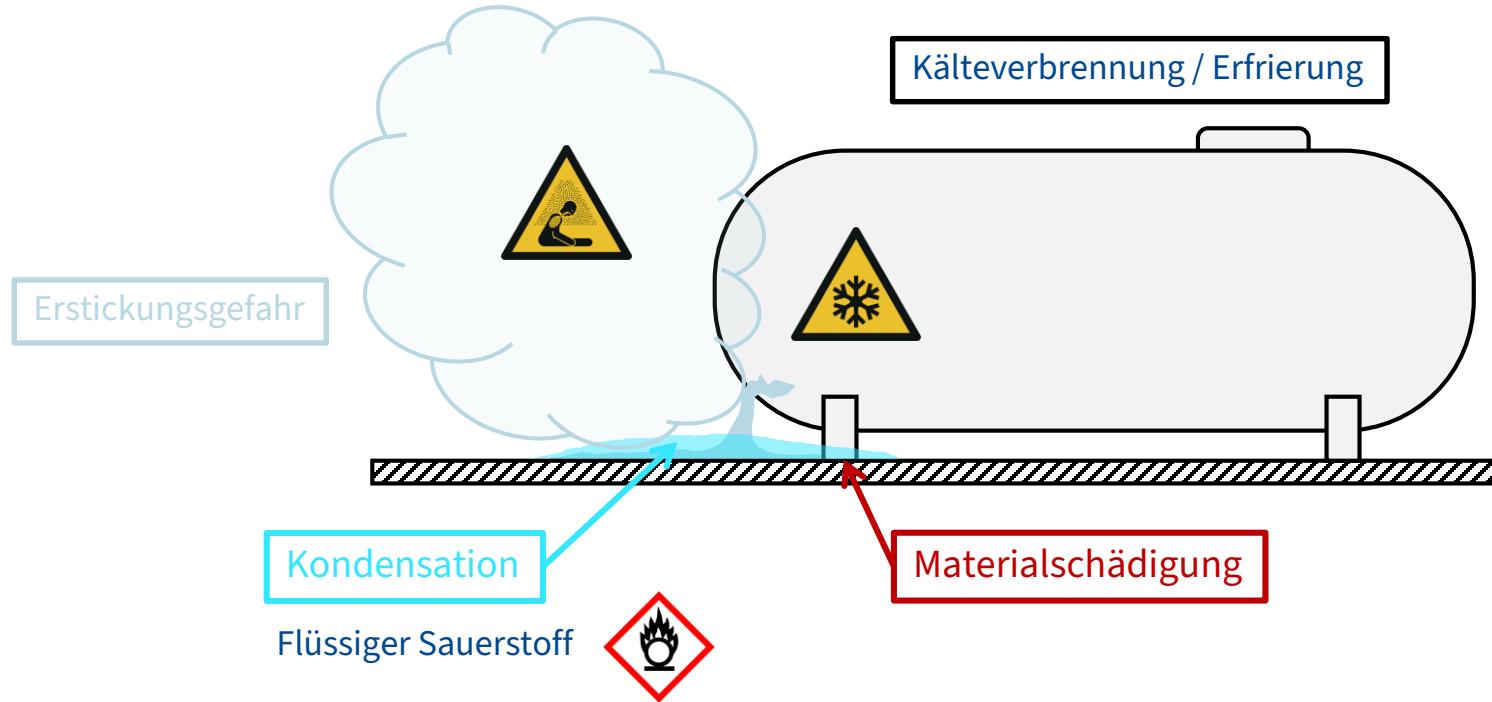 Kälteverbrennung / Erfrierung
Erstickungsgefahr
Kondensation
Materialschädigung
Flüssiger Sauerstoff